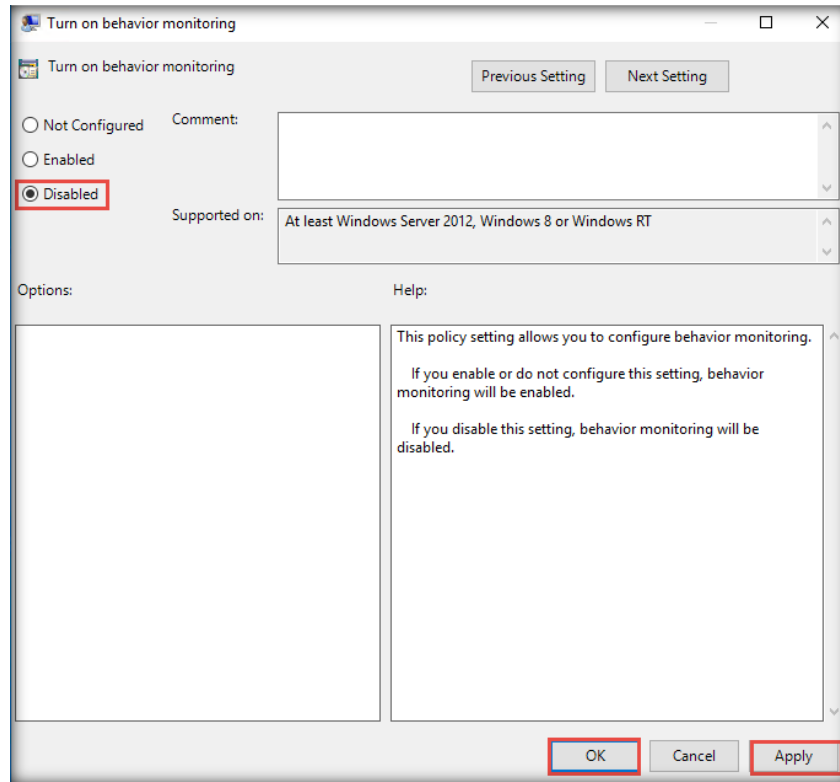 Turn on behavior monitoring
Turn on behavior monitoring
Previous Setting
Next Setting
Not Configured
Comment:
Enabled
Disabled
Supported on:
At least Windows Server 2012, Windows 8 or Windows RT
Options:
Help:
This policy setting allows you to configure behavior monitoring.
If you enable or do not configure this setting, behavior
monitoring will be enabled.
If you disable this setting, behavior monitoring will be
disabled.
OK
Cancel
Apply